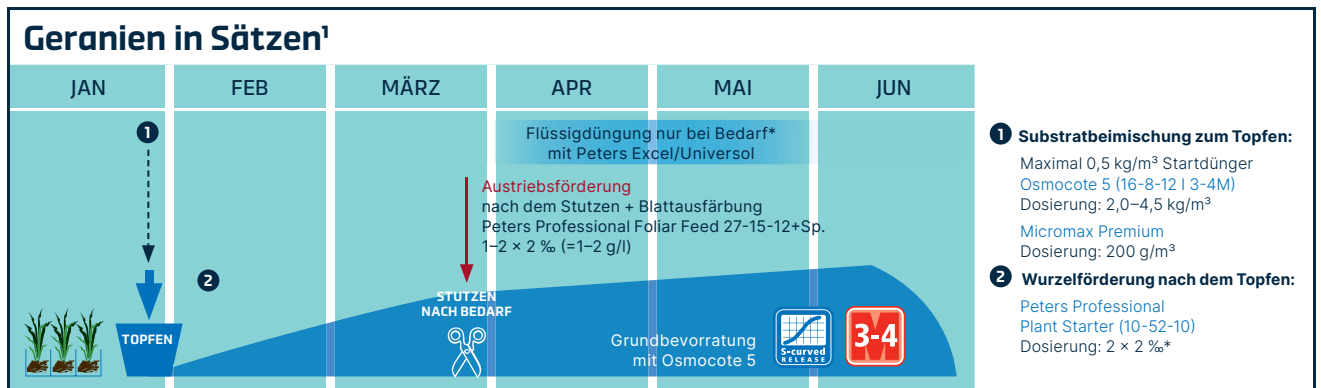 Geranien in Sätzen¹
JAN
FEB
MÄRZ
APR
MAI
JUN
1
Flüssigdüngung nur bei Bedarf*
mit Peters Excel/Universol
Austriebsförderung
nach dem Stutzen + Blattausfärbung
Peters Professional Foliar Feed 27-15-12+Sp.
1–2 × 2 ‰ (=1–2 g/l)
2
STUTZEN
NACH BEDARF
TOPFEN
Grundbevorratung
mit Osmocote 5
S-curved
RELEASE
M
3-4
1 Substratbeimischung zum Topfen:
Maximal 0,5 kg/m³ Startdünger
Osmocote 5 (16-8-12 I 3-4M)
Dosierung: 2,0–4,5 kg/m³
Micromax Premium
Dosierung: 200 g/m³
2 Wurzelförderung nach dem Topfen:
Peters Professional
Plant Starter (10-52-10)
Dosierung: 2 × 2 ‰*